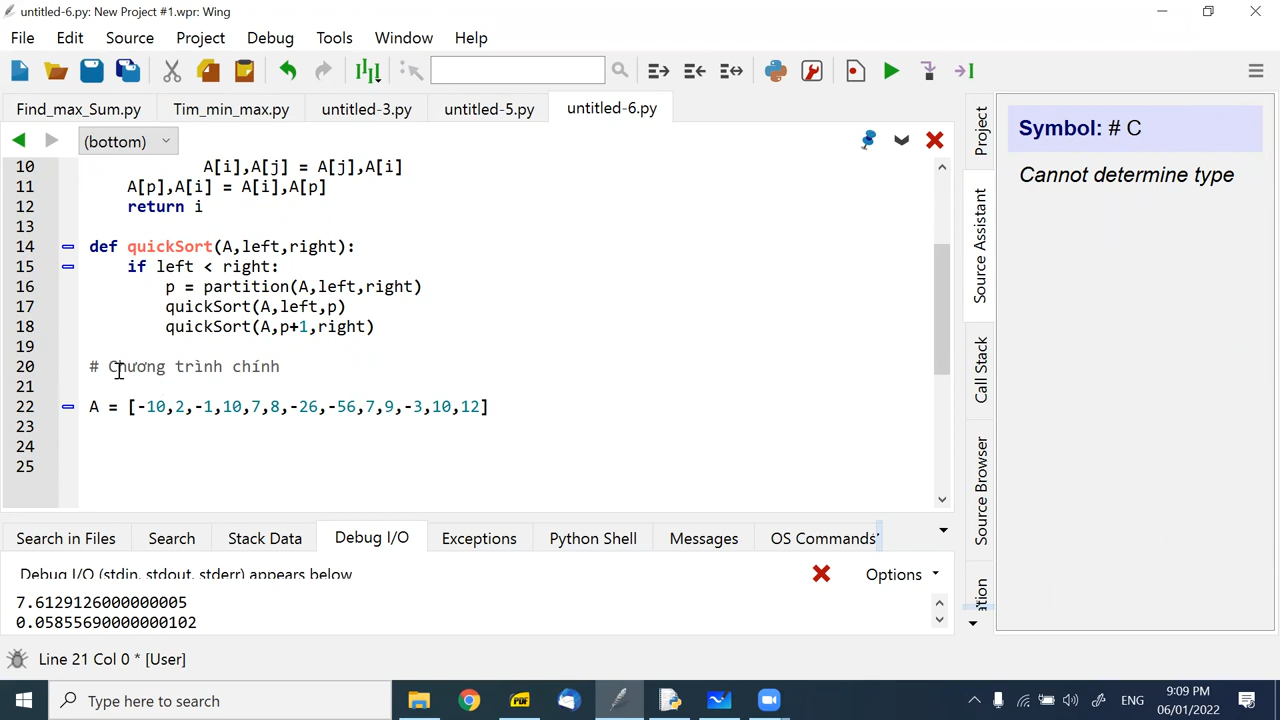 untitled-6.py: New Project #1.wpr: Wing
File Edit Source Project Debug Tools Window Help
Find_max_Sum.py Tim_min_max.py untitled-3.py untitled-5.py untitled-6.py
(bottom)
10 A[i],A[j] = A[j],A[i]
11 A[p],A[i] = A[i],A[p]
12 return i
13
14 def quickSort(A,left,right):
15 if left < right:
16 p = partition(A,left,right)
17 quickSort(A,left,p)
18 quickSort(A,p+1,right)
19
20 # Chương trình chính
21
22 A = [-10,2,-1,10,7,8,-26,-56,7,9,-3,10,12]
23
24
25
Project
Source Assistant
Call Stack
Source Browser
Symbol: # C
Cannot determine type
Search in Files Search Stack Data Debug I/O Exceptions Python Shell Messages OS Commands
Debug I/O (stdin, stdout, stderr) appears below
Options
7.6129126000000005
0.05855690000000102
Line 21 Col 0 * [User]
Type here to search
PDF
ENG
9:09 PM
06/01/2022